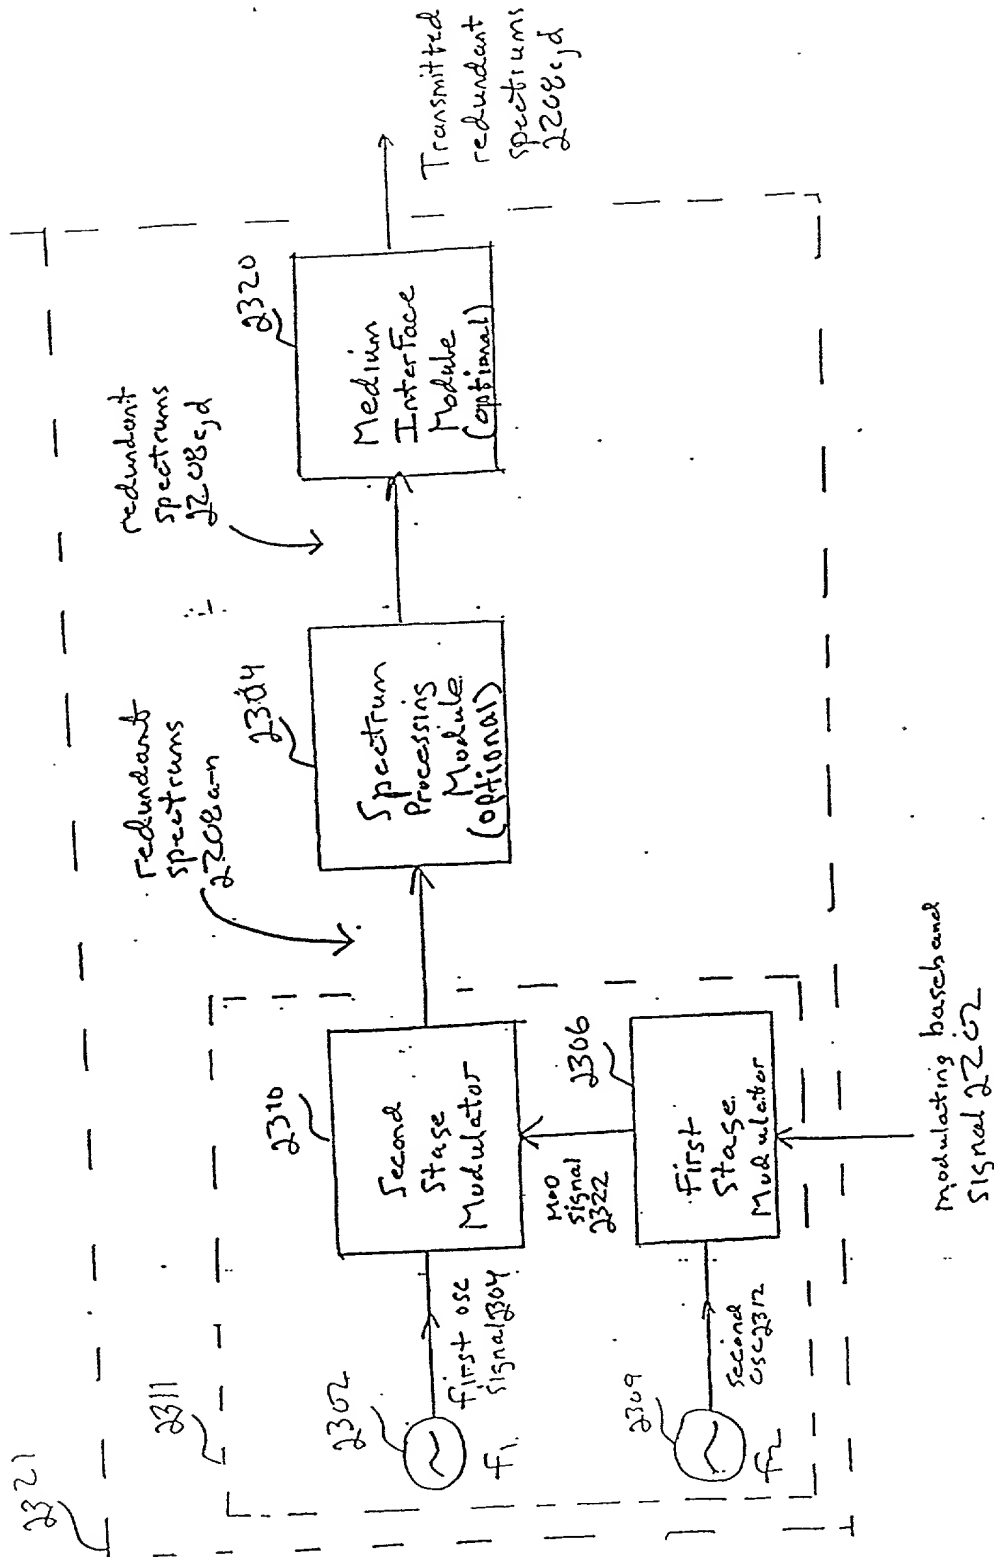 2321
2311
2302
F1
First osc
signal 2304
2310
Second
Stage
Modulator
Mod
signal
2322
2309
F2
second
osc 2312
2306
First
Stage
Modulator
modulating baseband
signal 2202
redundant
spectrums
2208a-n
2304
Spectrum
Processing
Module
(optional)
redundant
spectrums
2208c,d
2320
Medium
Interface
Module
(optional)
Transmitted
redundant
spectrums
2208c,d